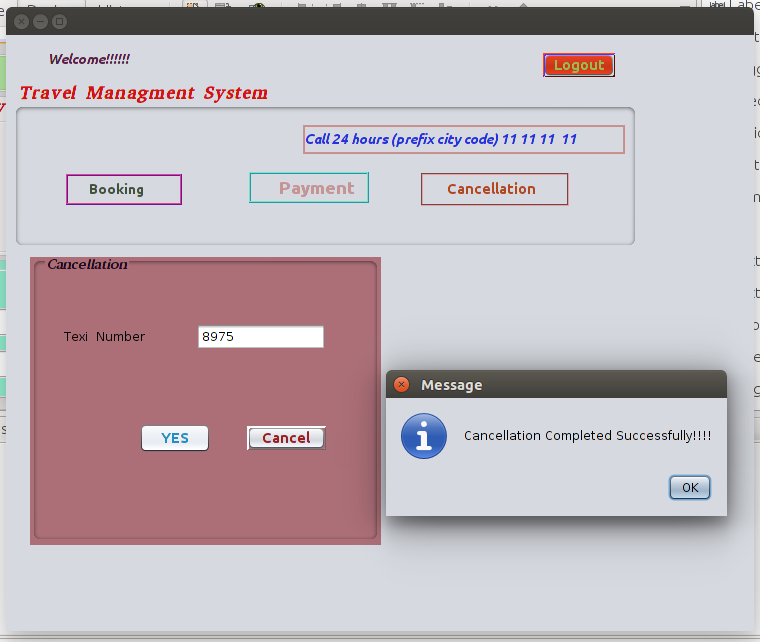 Welcome!!!!!!
Logout
Travel Managment System
Call 24 hours (prefix city code) 11 11 11 11
Booking
Payment
Cancellation
Cancellation
Texi Number
8975
YES
Cancel
Message
Cancellation Completed Successfully!!!!
OK